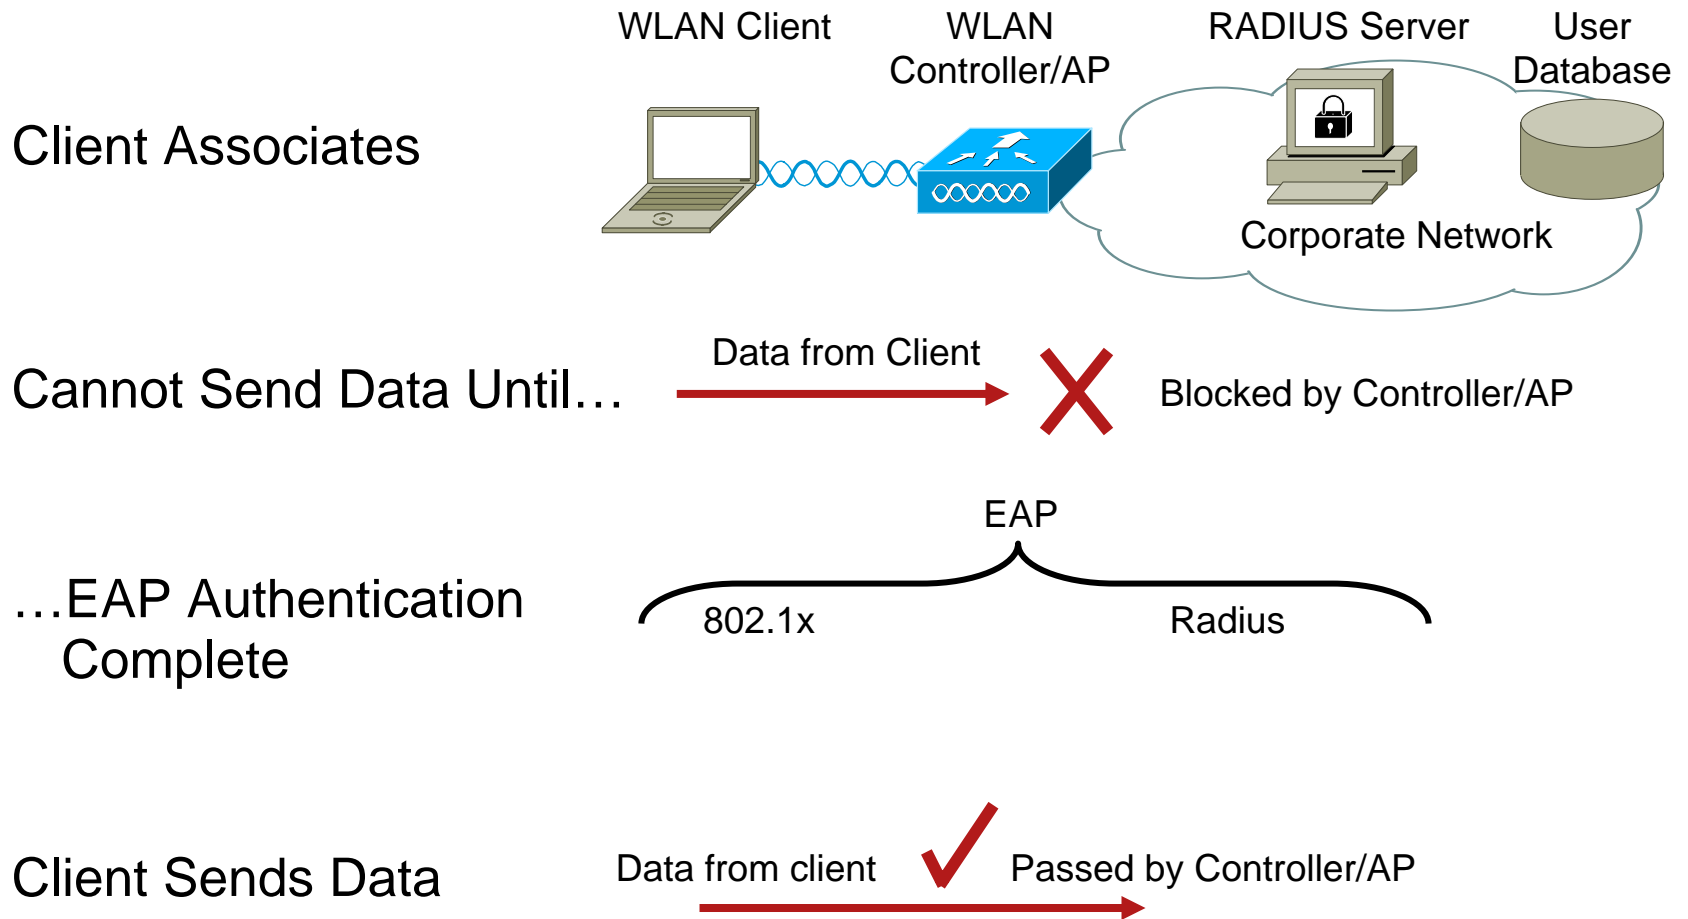 WLAN Client
WLAN
Controller/AP
RADIUS Server
User
Database
Client Associates
Corporate Network
Cannot Send Data Until…
Data from Client
Blocked by Controller/AP
EAP
…EAP Authentication
Complete
802.1x
Radius
Client Sends Data
Data from client
Passed by Controller/AP